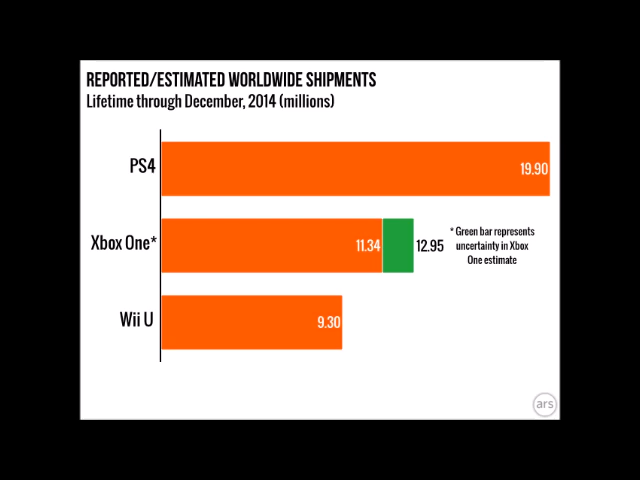 REPORTED/ESTIMATED WORLDWIDE SHIPMENTS
Lifetime through December, 2014 (millions)
PS4
19.90
Xbox One*
11.34
12.95
* Green bar represents
uncertainty in Xbox
One estimate
Wii U
9.30
ars